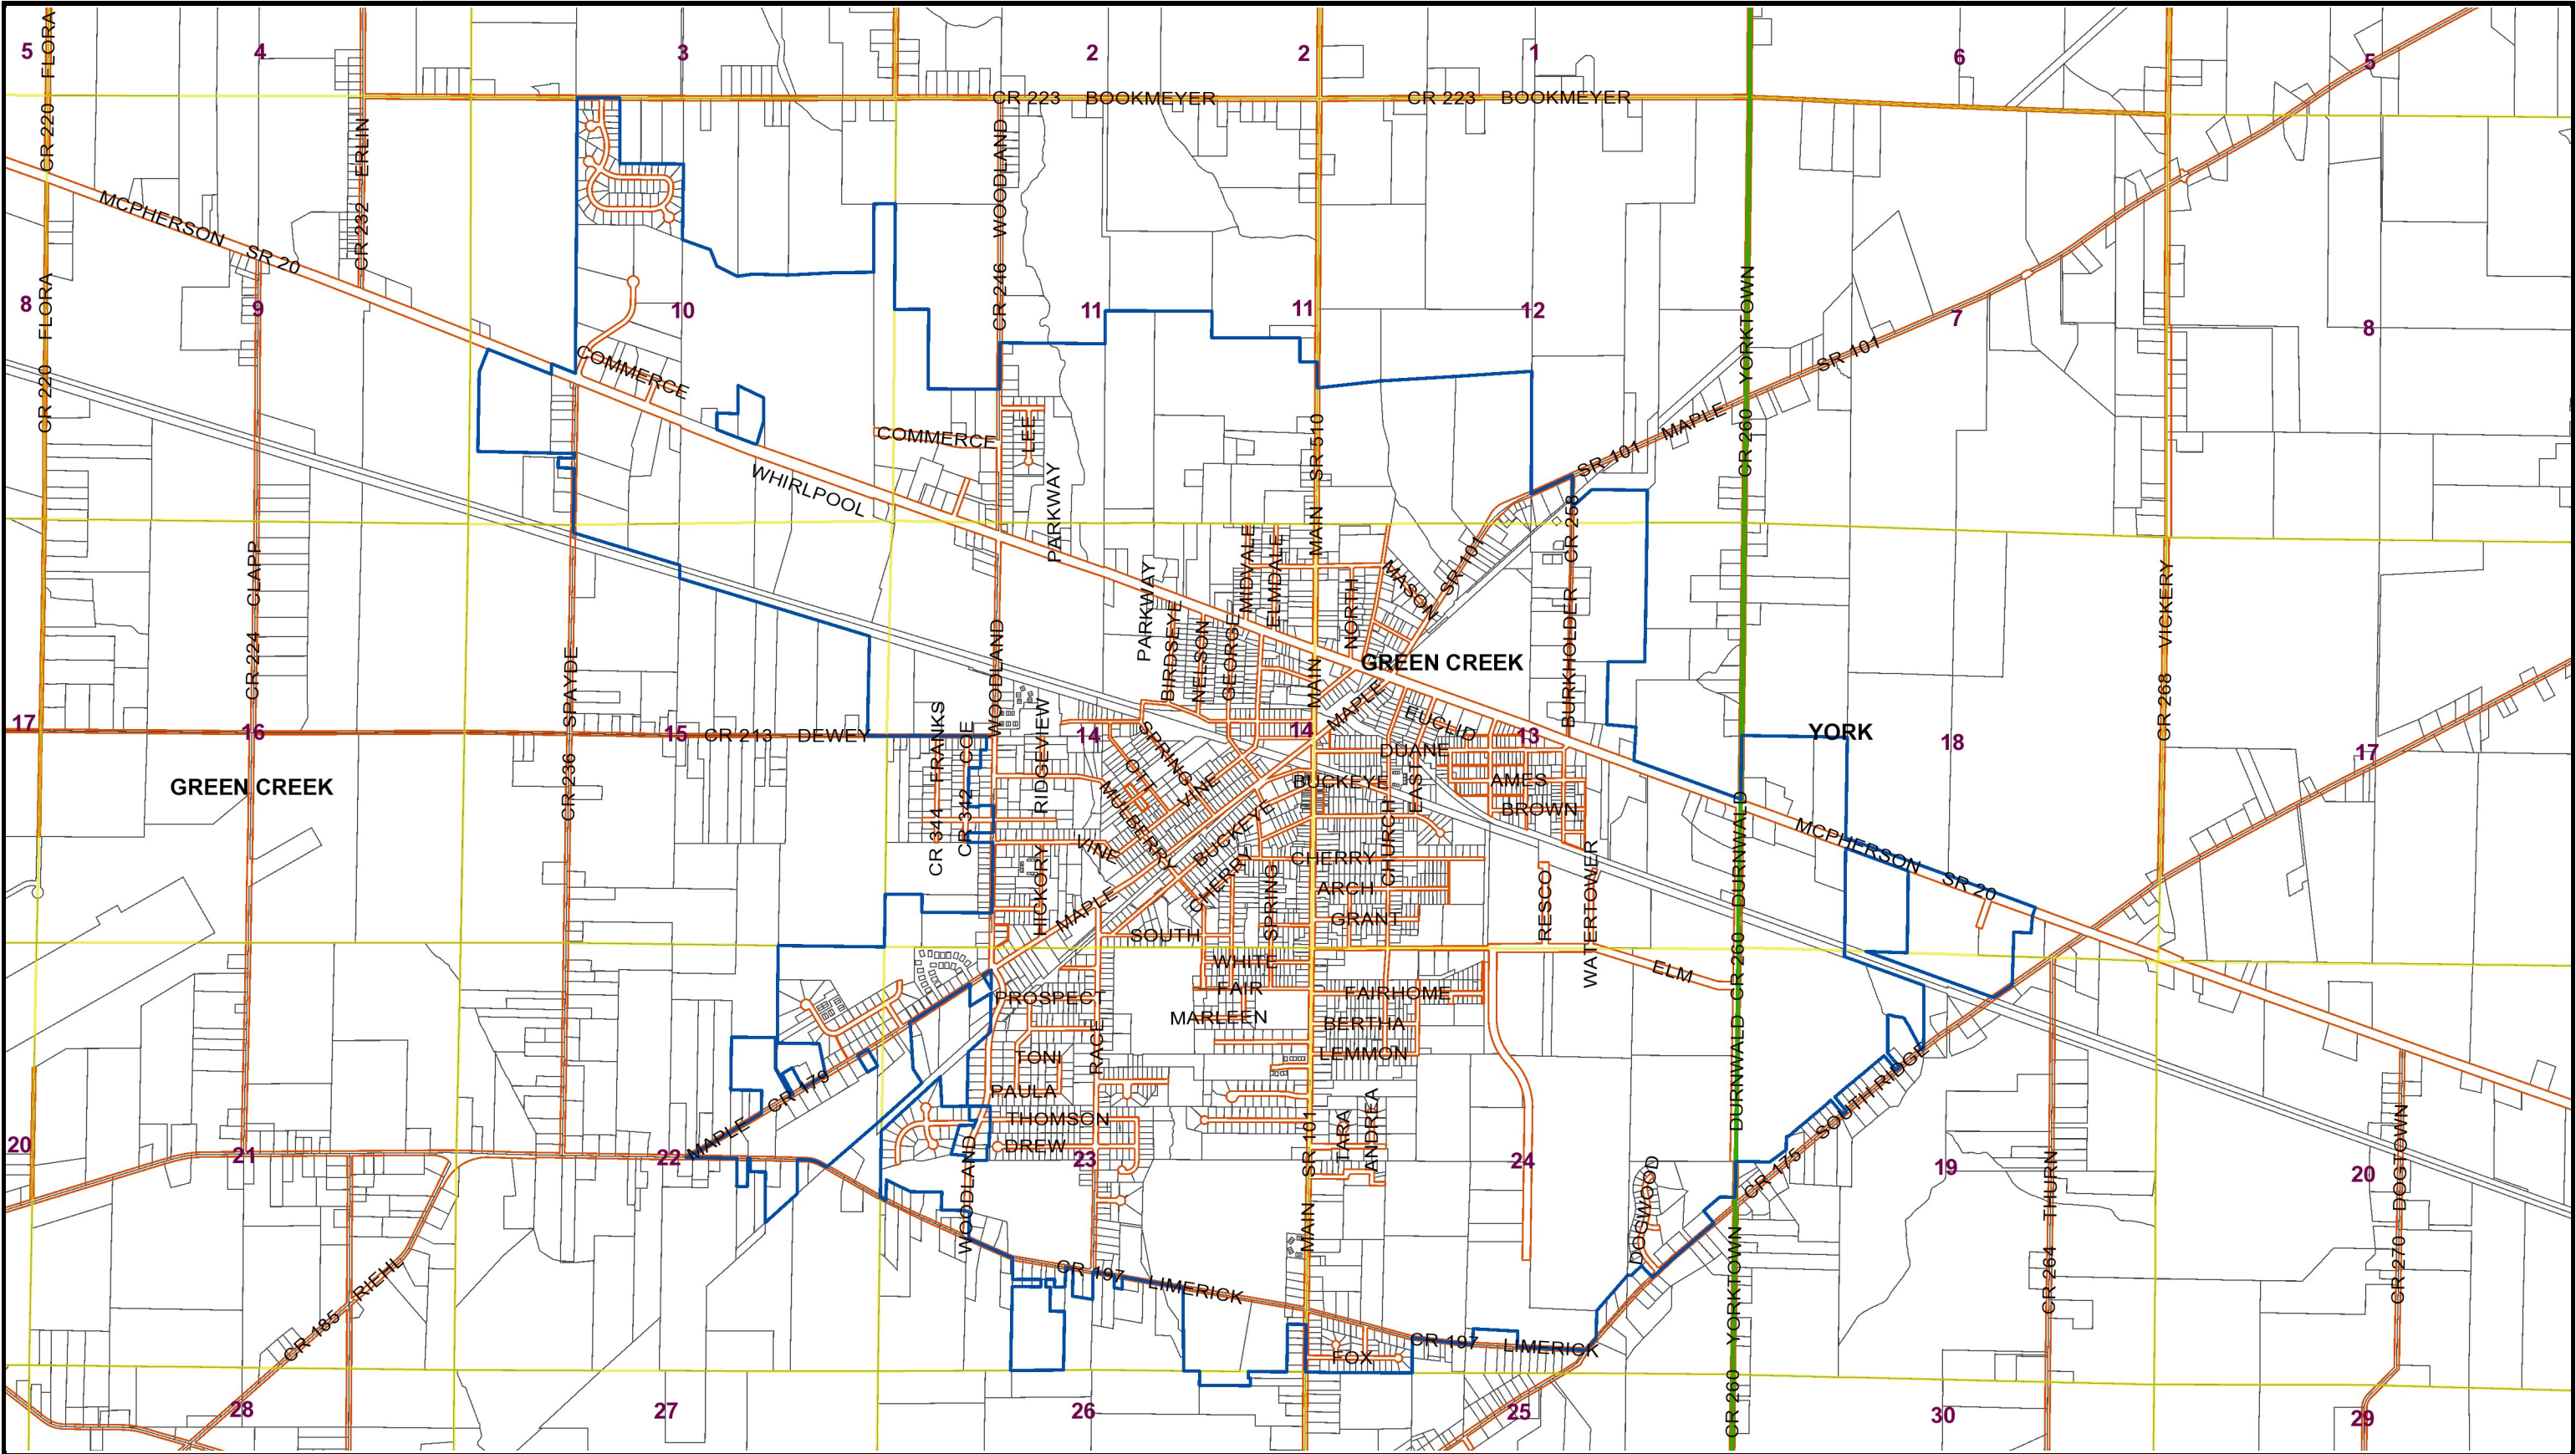 5
4
3
2
2
1
6
5
CR 220 FLORA
CR 223 BOOKMEYER
CR 223 BOOKMEYER
CR 232 ERLIN
WOODLAND
CR 246
MCPHERSON SR 20
8
CR 220 FLORA
9
10
11
11
12
7
8
CR 260 YORKTOWN
SR 101
COMMERCE
COMMERCE
LEE
SR 101 MAPLE
WHIRLPOOL
PARKWAY
MAIN SR 510
CR 258
BURKHOLDER
CR 224 CLAPP
CR 236 SPAYDE
WOODLAND
PARKWAY
BIRDSEYE
NELSON
GEORGE
MIDVALE
ELMDALE
NORTH
MASON
SR 101
MAIN
GREEN CREEK
MAPLE
CR 268 VICKERY
17
16
15
CR 213 DEWEY
CR 344 FRANKS
CR 342 COE
RIDGEVIEW
14
14
13
YORK
18
17
EUCLID
DUANE
SPRING
OTT
VINE
MULBERRY
BUCKEYE
BUCKEYE
EAST
AMES
BROWN
GREEN CREEK
VINE
HICKORY
MAPLE
CHERRY
CHERRY
CHURCH
ARCH
GRANT
SPRING
SOUTH
RESCO
WATERTOWER
DURNWALD
CR 260
MCPHERSON SR 20
ELM
WHITE
FAIR
FAIRHOME
PROSPECT
MARLEEN
BERTHA
LEMMON
TONI
RACE
PAULA
THOMSON
DREW
MAPLE CR 179
DURNWALD
SOUTH RIDGE
CR 175
20
21
22
23
24
19
20
WOODLAND
MAIN SR 101
TARA
ANDREA
DOGWOOD
CR 264 THURN
CR 270 DOGTOWN
CR 185 RIEHL
CR 197 LIMERICK
CR 197 LIMERICK
FOX
CR 260 YORKTOWN
28
27
26
25
30
29